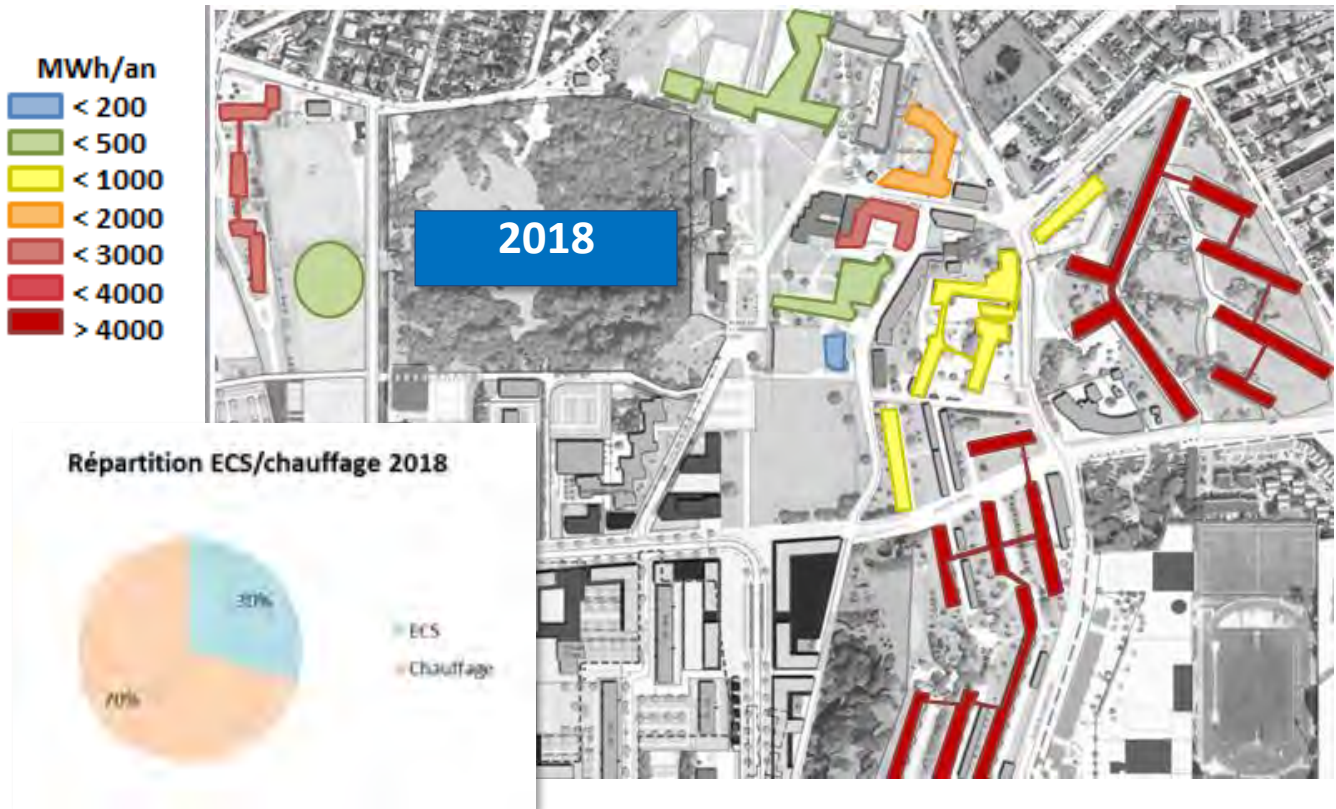 MWh/an
< 200
< 500
< 1000
< 2000
< 3000
< 4000
> 4000
2018
Répartition ECS/chauffage 2018
30%
70%
ECS
Chauffage